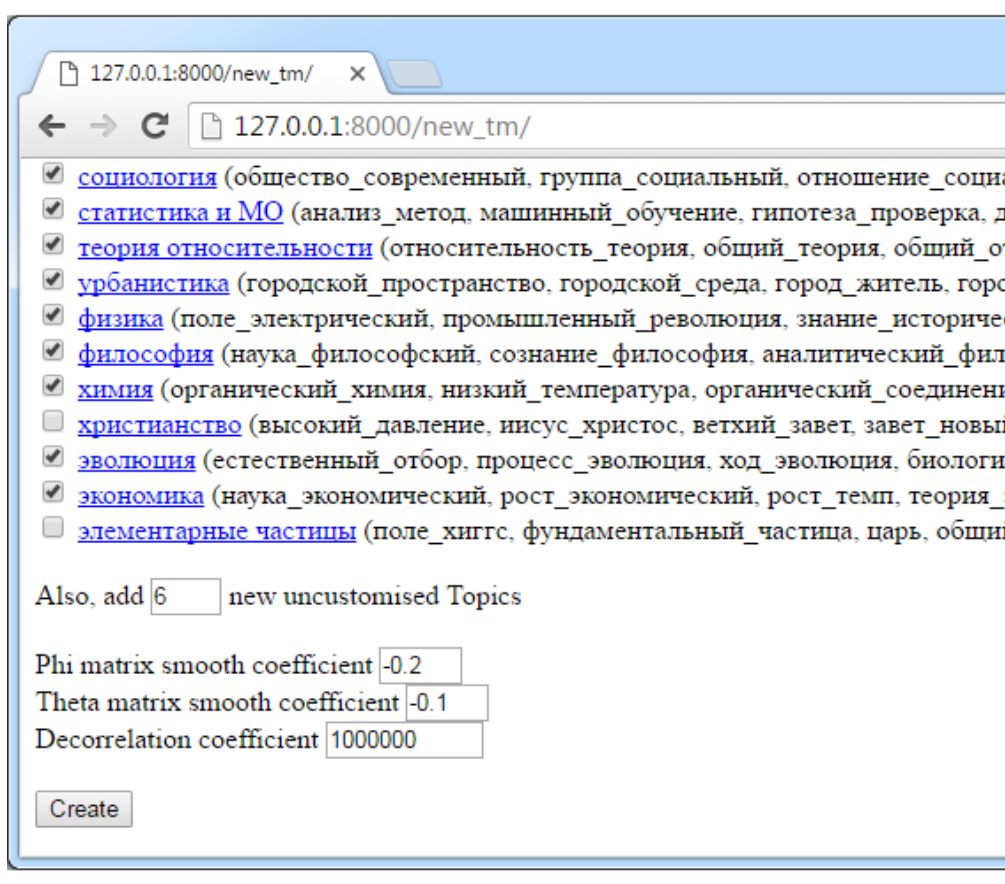 127.0.0.1:8000/new_tm/
127.0.0.1:8000/new_tm/
социология (общество_современный, группа_социальный, отношение_социа
статистика и МО (анализ_метод, машинный_обучение, гипотеза_проверка,
теория относительности (относительность_теория, общий_теория,
урбанистика (городской_пространство, городской_среда, город_житель, горо
физика (поле_электрический, промышленный_революция, знание_историчес
философия (наука_философский, сознание_философия, аналитический_фил
химия (органический_химия, низкий_температура, органический_соединени
христианство (высокий_давление, иисус_христос, ветхий_завет, завет_новый
эволюция (естественный_отбор, процесс_эволюция, ход_эволюция, биологи
экономика (наука_экономический, рост_экономический, рост_темп, теория_
элементарные частицы (поле_хиггс, фундаментальный_частица, царь, общий
Also, add 6 new uncustomised Topics
Phi matrix smooth coefficient -0.2
Theta matrix smooth coefficient -0.1
Decorrelation coefficient 1000000
Create